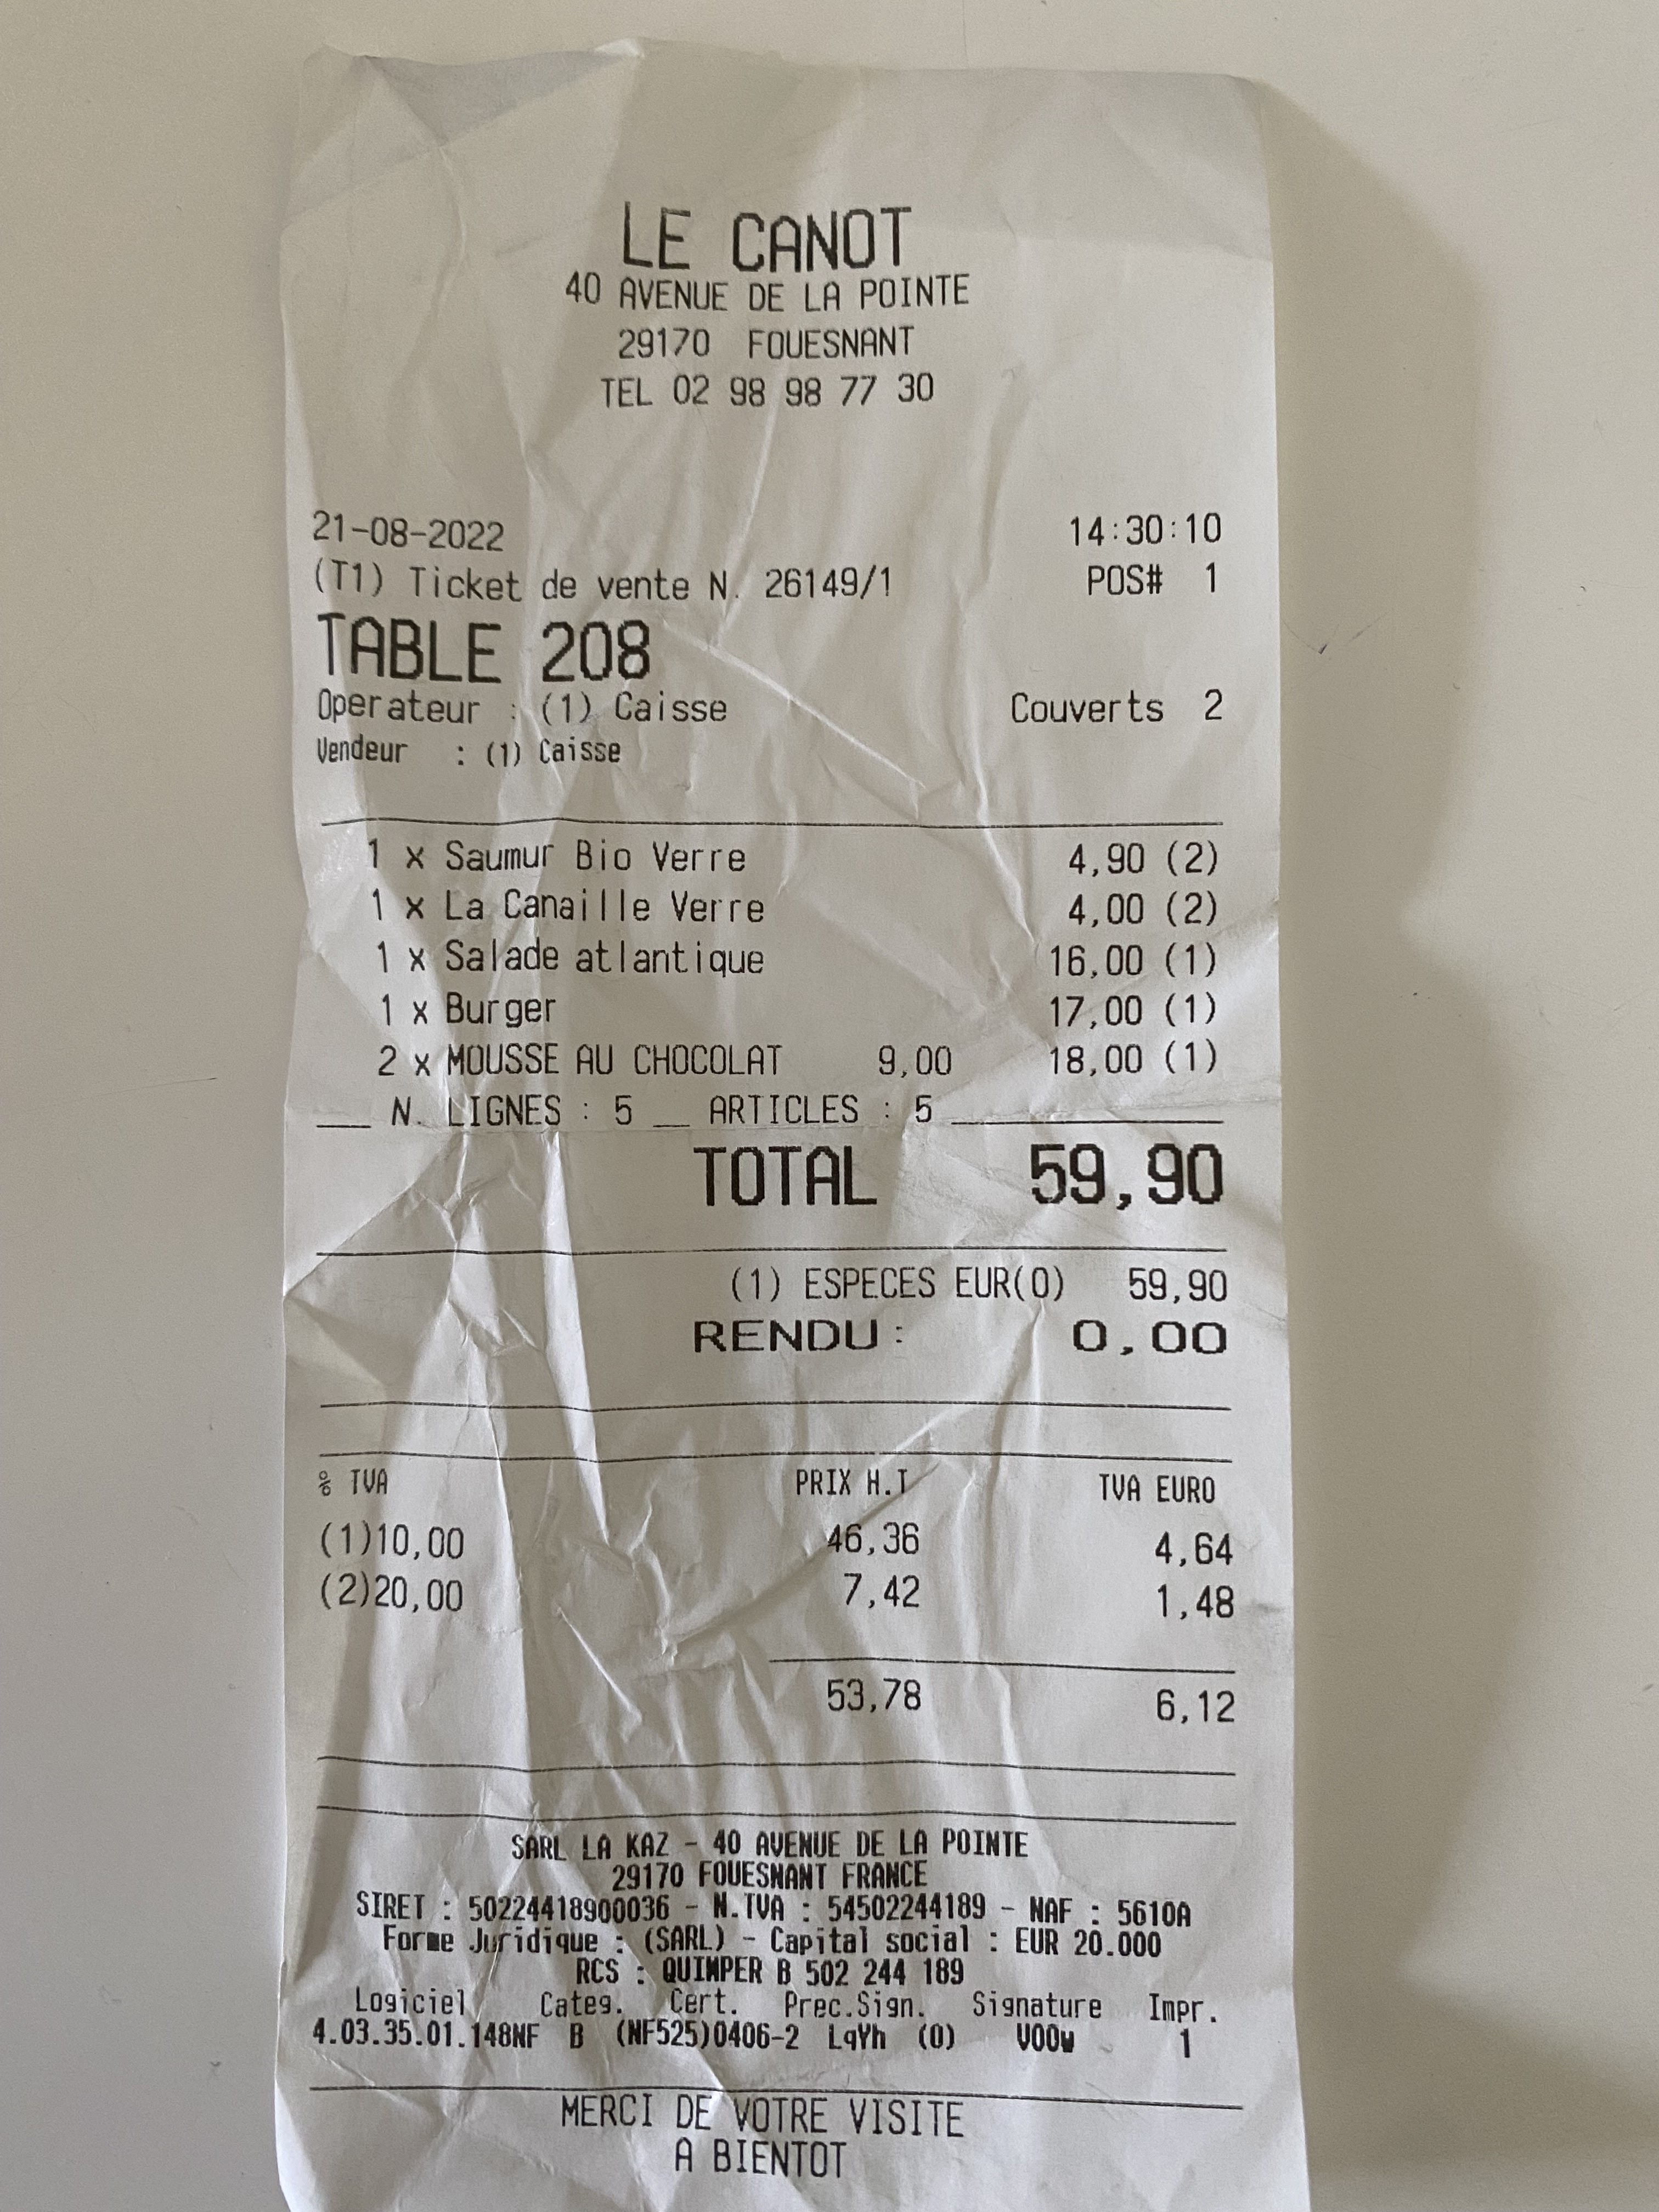 LE CANOT
40 AVENUE DE LA POINTE
29170 FOUESNANT
TEL 02 98 98 77 30
21-08-2022 14:30:10
(T1) Ticket de vente N. 26149/1 POS# 1
TABLE 208
Operateur : (1) Caisse Couverts 2
Vendeur : (1) Caisse
1 x Saumur Bio Verre 4,90 (2)
1 x La Canaille Verre 4,00 (2)
1 x Salade atlantique 16,00 (1)
1 x Burger 17,00 (1)
2 x MOUSSE AU CHOCOLAT 9,00 18,00 (1)
__ N. LIGNES : 5 __ ARTICLES : 5
TOTAL 59,90
(1) ESPECES EUR(0) 59,90
RENDU : 0,00
% TVA PRIX H.T TVA EURO
(1)10,00 46,36 4,64
(2)20,00 7,42 1,48
53,78 6,12
SARL LA KAZ - 40 AVENUE DE LA POINTE
29170 FOUESNANT FRANCE
SIRET : 50224418900036 - N.TVA : 54502244189 - NAF : 5610A
Forme Juridique : (SARL) - Capital social : EUR 20.000
RCS : QUIMPER B 502 244 189
Logiciel Categ. Cert. Prec.Sign. Signature Impr.
4.03.35.01.148NF B (NF525)0406-2 LqYh (0) VOOw 1
MERCI DE VOTRE VISITE
A BIENTOT